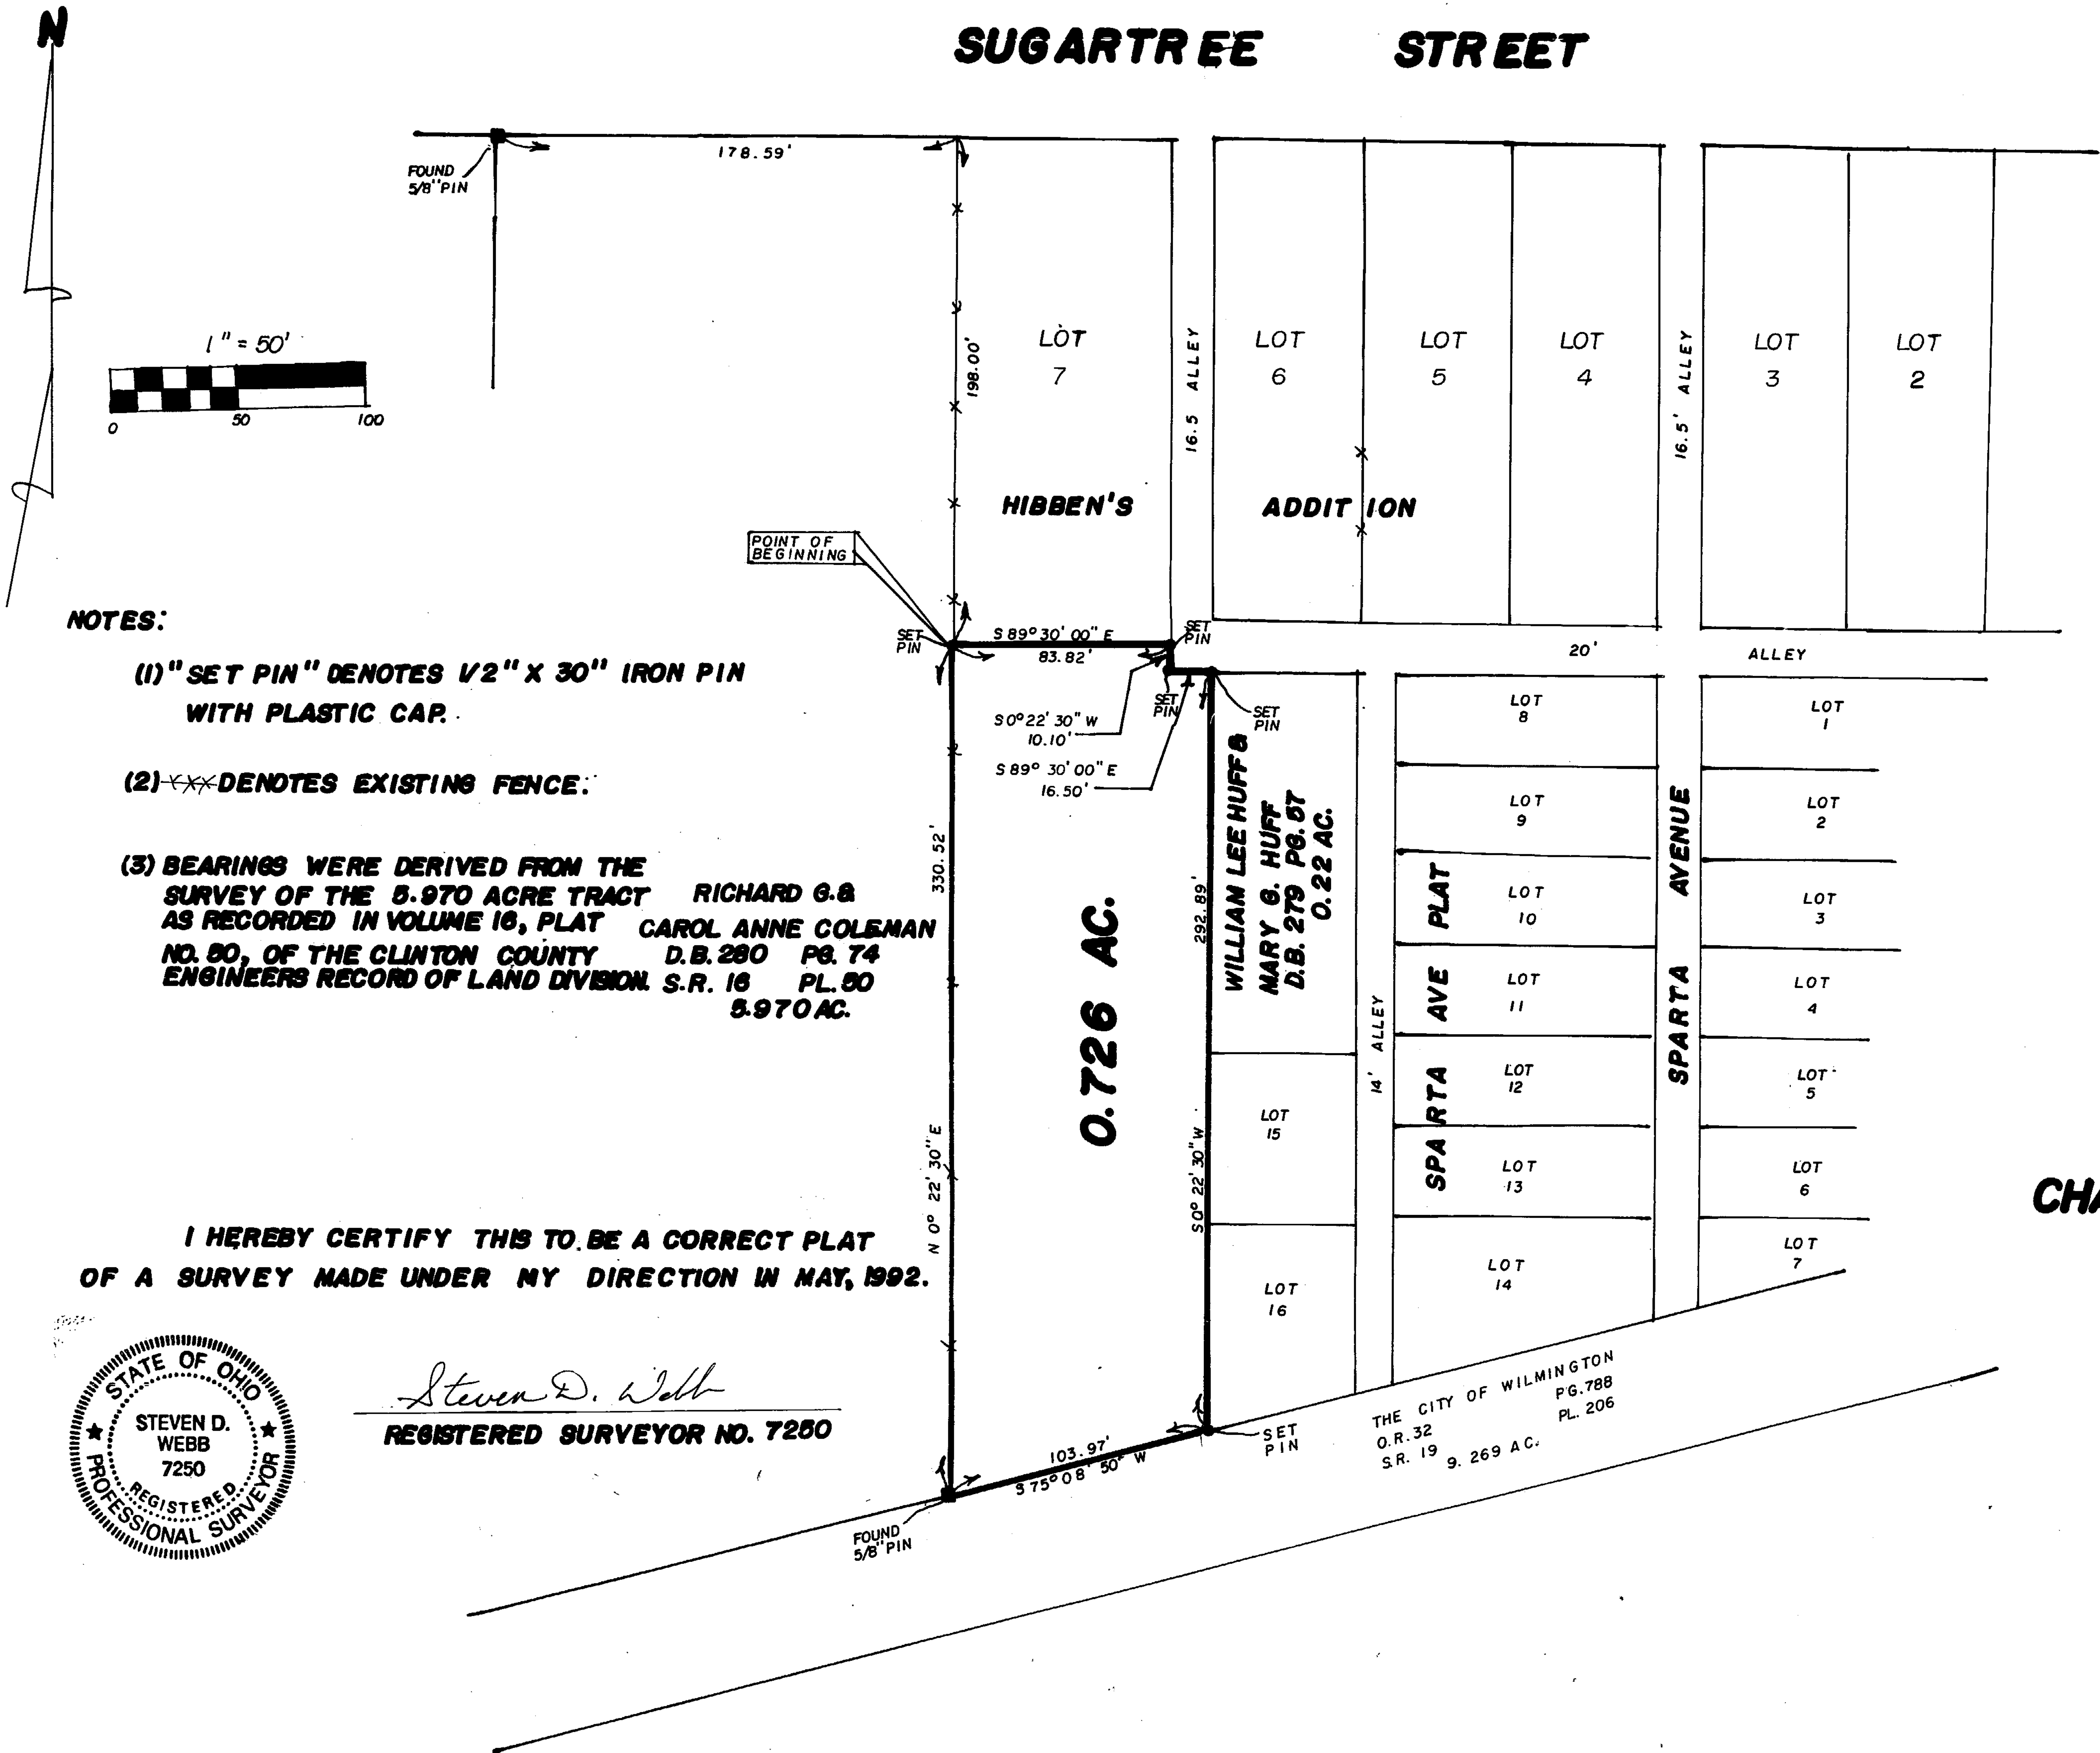 N
SUGARTREE STREET
178.59'
FOUND
5/8" PIN
1" = 50'
0 50 100
198.00'
LOT
7
16.5 ALLEY
LOT
6
LOT
5
LOT
4
16.5' ALLEY
LOT
3
LOT
2
HIBBEN'S ADDITION
POINT OF
BEGINNING
SET
PIN
S 89° 30' 00" E
83.82'
SET
PIN
20' ALLEY
SET
PIN
SET
PIN
S 0° 22' 30" W
10.10'
S 89° 30' 00" E
16.50'
NOTES:
(1) "SET PIN" DENOTES 1/2" X 30" IRON PIN
WITH PLASTIC CAP.
(2) XXX DENOTES EXISTING FENCE:
(3) BEARINGS WERE DERIVED FROM THE
SURVEY OF THE 5.970 ACRE TRACT
AS RECORDED IN VOLUME 16, PLAT
NO. 50, OF THE CLINTON COUNTY
ENGINEERS RECORD OF LAND DIVISION.
RICHARD G. &
CAROL ANNE COLEMAN
D.B. 280 PG. 74
S.R. 16 PL. 50
5.970 AC.
330.52'
N 0° 22' 30" E
0.726 AC.
292.89'
S 0° 22' 30" W
WILLIAM LEE HUFF &
MARY G. HUFF
D.B. 279 PG. 57
0.22 AC.
LOT
15
LOT
16
14' ALLEY
SPARTA AVE PLAT
LOT
8
LOT
9
LOT
10
LOT
11
LOT
12
LOT
13
LOT
14
SPARTA AVENUE
LOT
1
LOT
2
LOT
3
LOT
4
LOT
5
LOT
6
LOT
7
CHA
I HEREBY CERTIFY THIS TO BE A CORRECT PLAT
OF A SURVEY MADE UNDER MY DIRECTION IN MAY, 1992.
STATE OF OHIO
STEVEN D.
WEBB
7250
REGISTERED
PROFESSIONAL SURVEYOR
Steven D. Webb
REGISTERED SURVEYOR NO. 7250
103.97'
S 75° 08' 50" W
SET
PIN
FOUND
5/8" PIN
THE CITY OF WILMINGTON
O.R. 32 PG. 788
S.R. 19 PL. 206
9.269 AC.